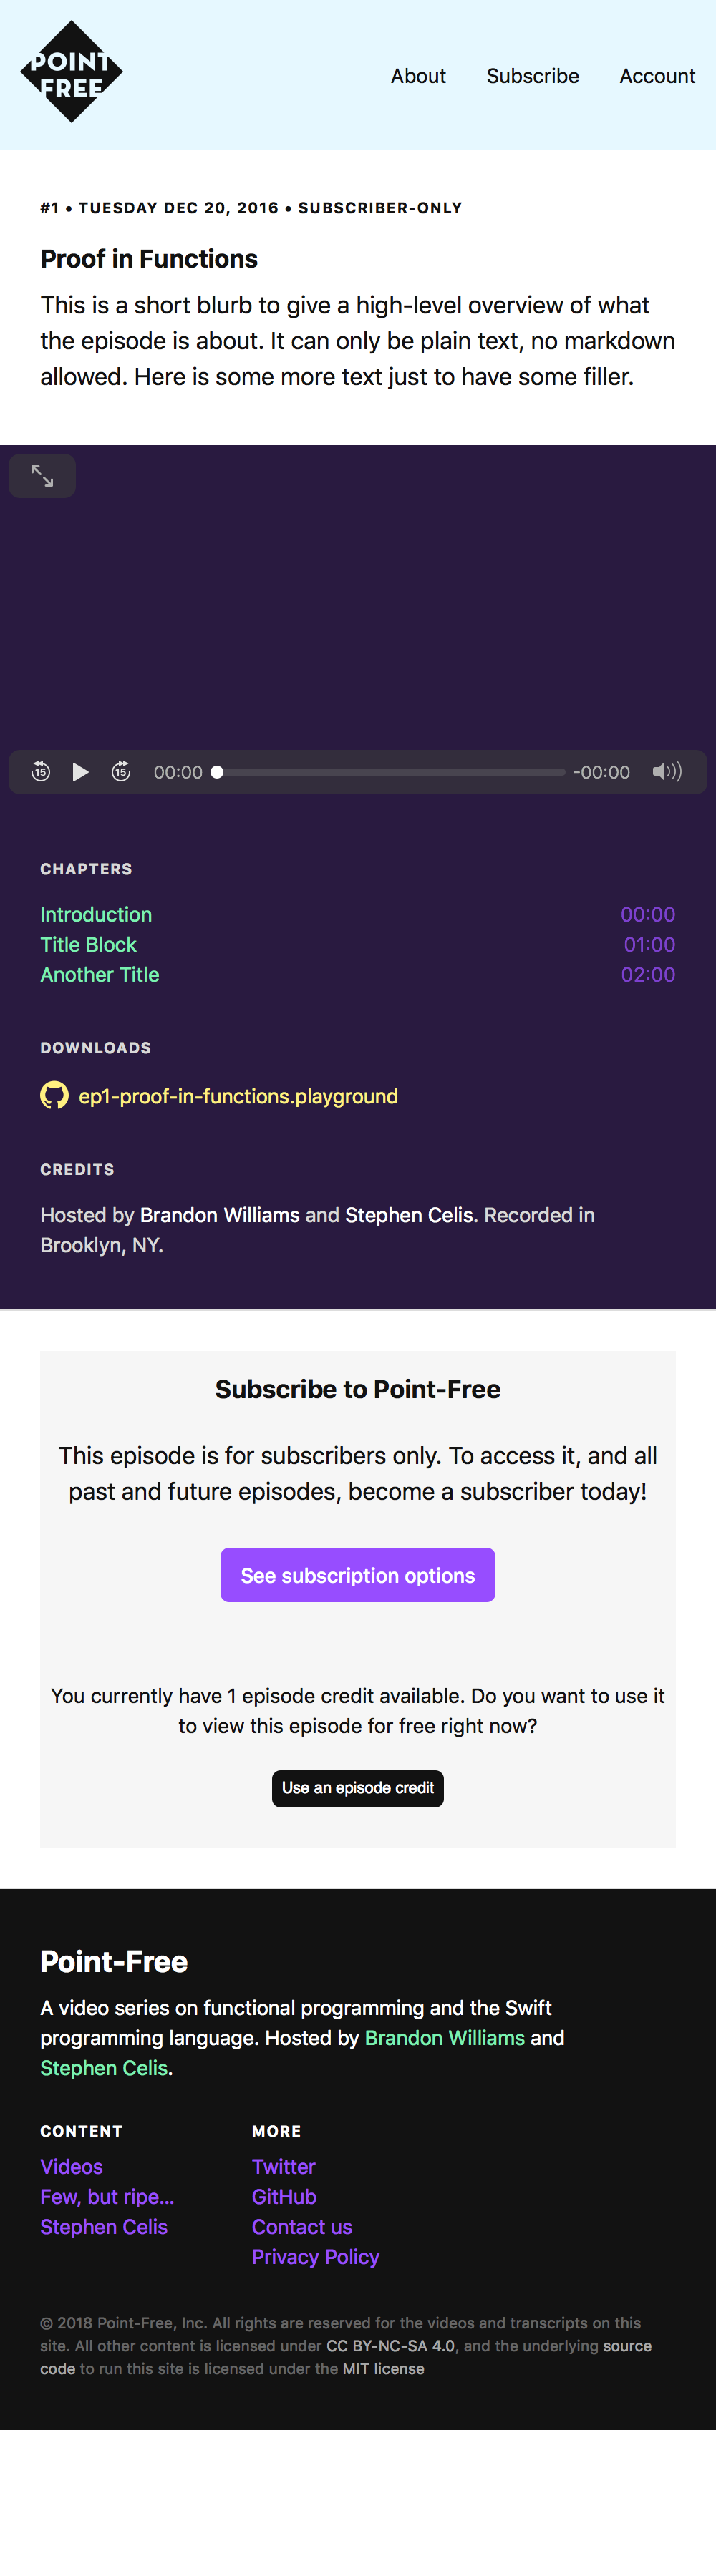 POINT
FREE
About Subscribe Account
#1 • TUESDAY DEC 20, 2016 • SUBSCRIBER-ONLY
Proof in Functions
This is a short blurb to give a high-level overview of what
the episode is about. It can only be plain text, no markdown
allowed. Here is some more text just to have some filler.
15 15 00:00 -00:00
CHAPTERS
Introduction 00:00
Title Block 01:00
Another Title 02:00
DOWNLOADS
ep1-proof-in-functions.playground
CREDITS
Hosted by Brandon Williams and Stephen Celis. Recorded in
Brooklyn, NY.
Subscribe to Point-Free
This episode is for subscribers only. To access it, and all
past and future episodes, become a subscriber today!
See subscription options
You currently have 1 episode credit available. Do you want to use it
to view this episode for free right now?
Use an episode credit
Point-Free
A video series on functional programming and the Swift
programming language. Hosted by Brandon Williams and
Stephen Celis.
CONTENT MORE
Videos Twitter
Few, but ripe... GitHub
Stephen Celis Contact us
Privacy Policy
© 2018 Point-Free, Inc. All rights are reserved for the videos and transcripts on this
site. All other content is licensed under CC BY-NC-SA 4.0, and the underlying source
code to run this site is licensed under the MIT license